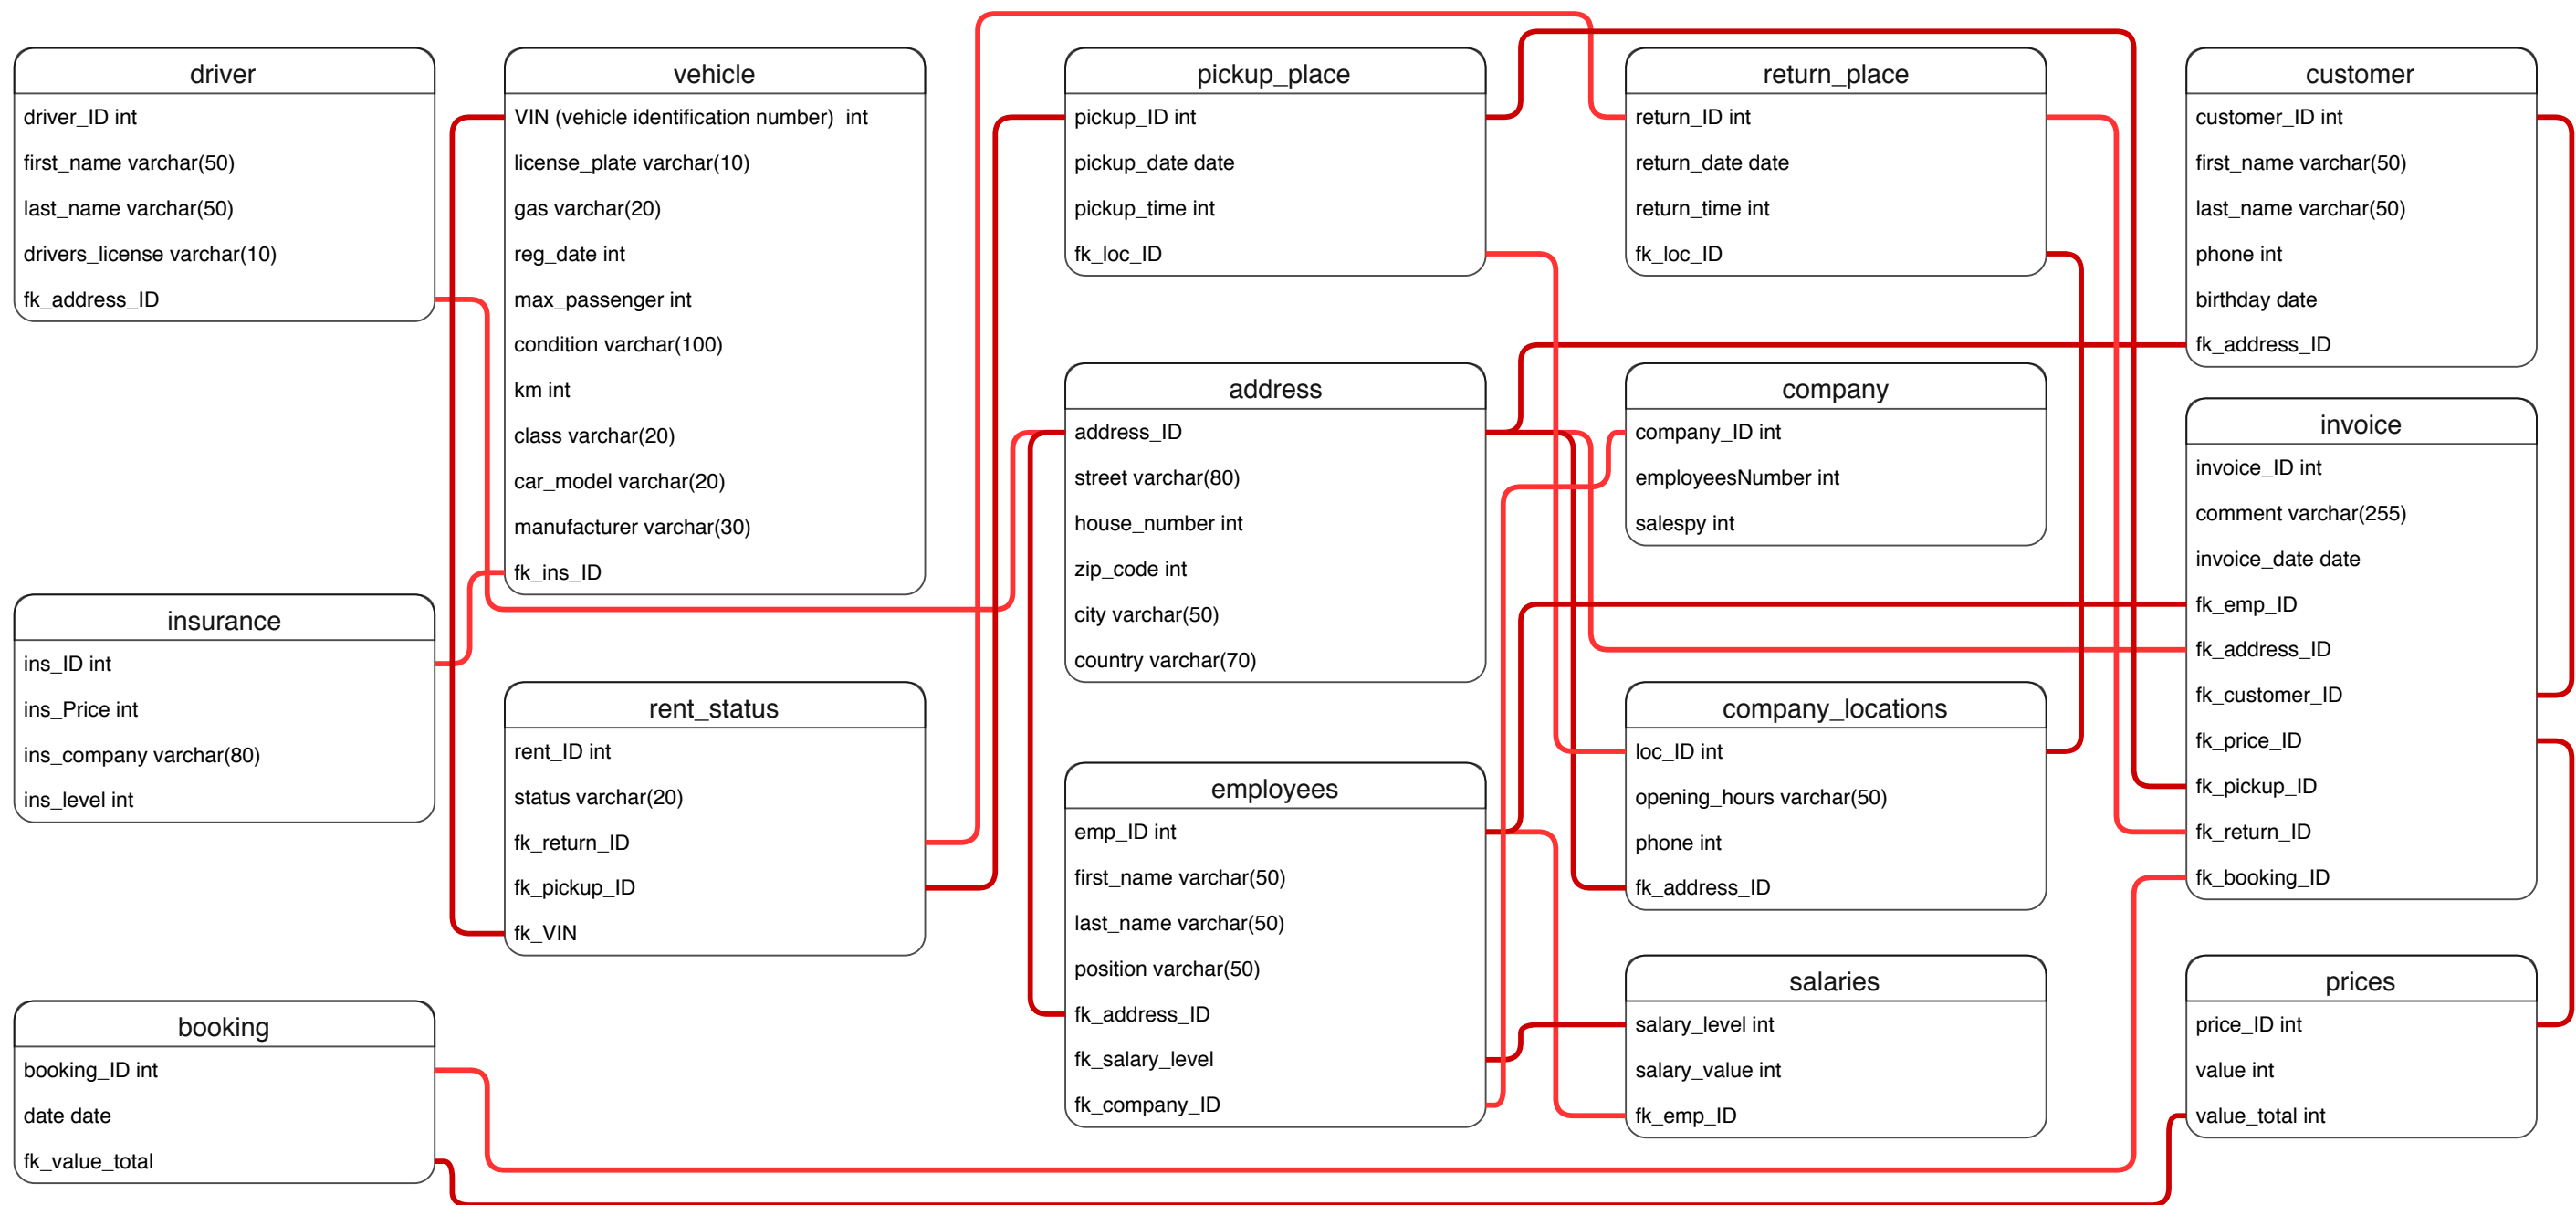 driver
driver_ID int
first_name varchar(50)
last_name varchar(50)
drivers_license varchar(10)
fk_address_ID
vehicle
VIN (vehicle identification number)  int
license_plate varchar(10)
gas varchar(20)
reg_date int
max_passenger int
condition varchar(100)
km int
class varchar(20)
car_model varchar(20)
manufacturer varchar(30)
fk_ins_ID
pickup_place
pickup_ID int
pickup_date date
pickup_time int
fk_loc_ID
return_place
return_ID int
return_date date
return_time int
fk_loc_ID
customer
customer_ID int
first_name varchar(50)
last_name varchar(50)
phone int
birthday date
fk_address_ID
address
address_ID
street varchar(80)
house_number int
zip_code int
city varchar(50)
country varchar(70)
company
company_ID int
employeesNumber int
salespy int
invoice
invoice_ID int
comment varchar(255)
invoice_date date
fk_emp_ID
fk_address_ID
fk_customer_ID
fk_price_ID
fk_pickup_ID
fk_return_ID
fk_booking_ID
insurance
ins_ID int
ins_Price int
ins_company varchar(80)
ins_level int
rent_status
rent_ID int
status varchar(20)
fk_return_ID
fk_pickup_ID
fk_VIN
employees
emp_ID int
first_name varchar(50)
last_name varchar(50)
position varchar(50)
fk_address_ID
fk_salary_level
fk_company_ID
company_locations
loc_ID int
opening_hours varchar(50)
phone int
fk_address_ID
salaries
salary_level int
salary_value int
fk_emp_ID
prices
price_ID int
value int
value_total int
booking
booking_ID int
date date
fk_value_total